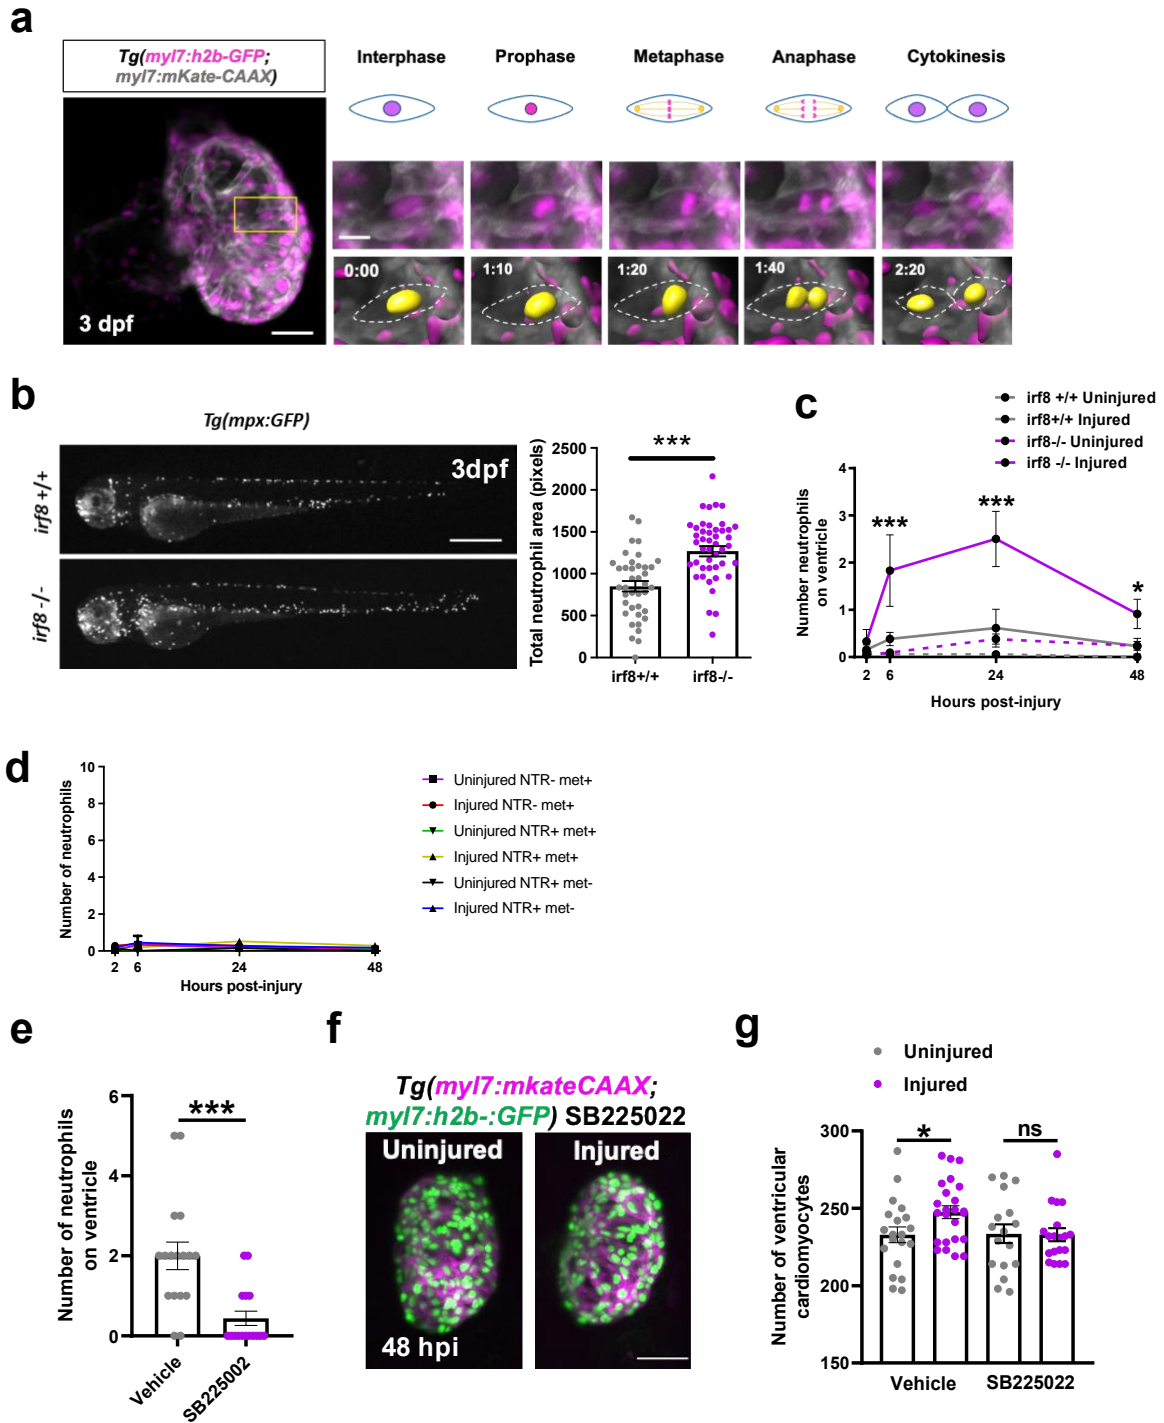 a
Tg(myl7:h2b-GFP;
myl7:mKate-CAAX)
Interphase Prophase Metaphase Anaphase Cytokinesis
3 dpf
0:00 1:10 1:20 1:40 2:20
b
Tg(mpx:GFP)
irf8 +/+
3dpf
irf8 -/-
Total neutrophil area (pixels)
2500
2000
1500
1000
500
0
***
irf8+/+ irf8-/-
c
irf8 +/+ Uninjured
irf8+/+ Injured
irf8-/- Uninjured
irf8 -/- Injured
Number neutrophils
on ventricle
4
3
2
1
0
***
***
*
2 6 24 48
Hours post-injury
d
Number of neutrophils
10
8
6
4
2
0
2 6 24 48
Hours post-injury
Uninjured NTR- met+
Injured NTR- met+
Uninjured NTR+ met+
Injured NTR+ met+
Uninjured NTR+ met-
Injured NTR+ met-
e
Number of neutrophils
on ventricle
6
4
2
0
***
Vehicle
SB225002
f
Tg(myl7:mkateCAAX;
myl7:h2b-:GFP) SB225022
Uninjured Injured
48 hpi
g
Uninjured
Injured
Number of ventricular
cardiomyocytes
300
250
200
150
* ns
Vehicle SB225022